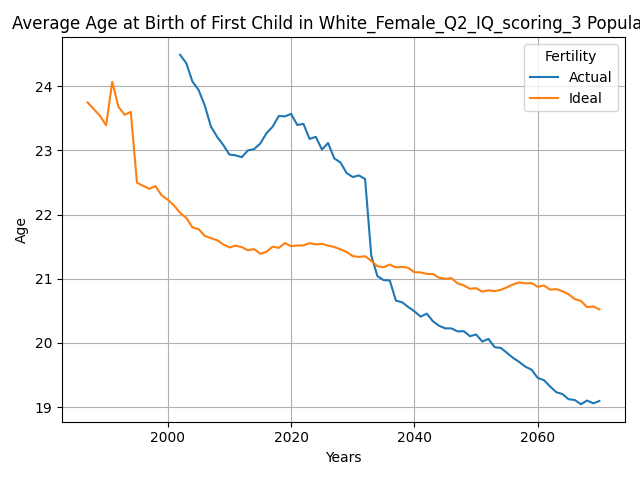 Average Age at Birth of First Child in White_Female_Q2_IQ_scoring_3 Popula
Fertility
Actual
Ideal
24
23
22
21
20
19
Age
2000
2020
2040
2060
Years